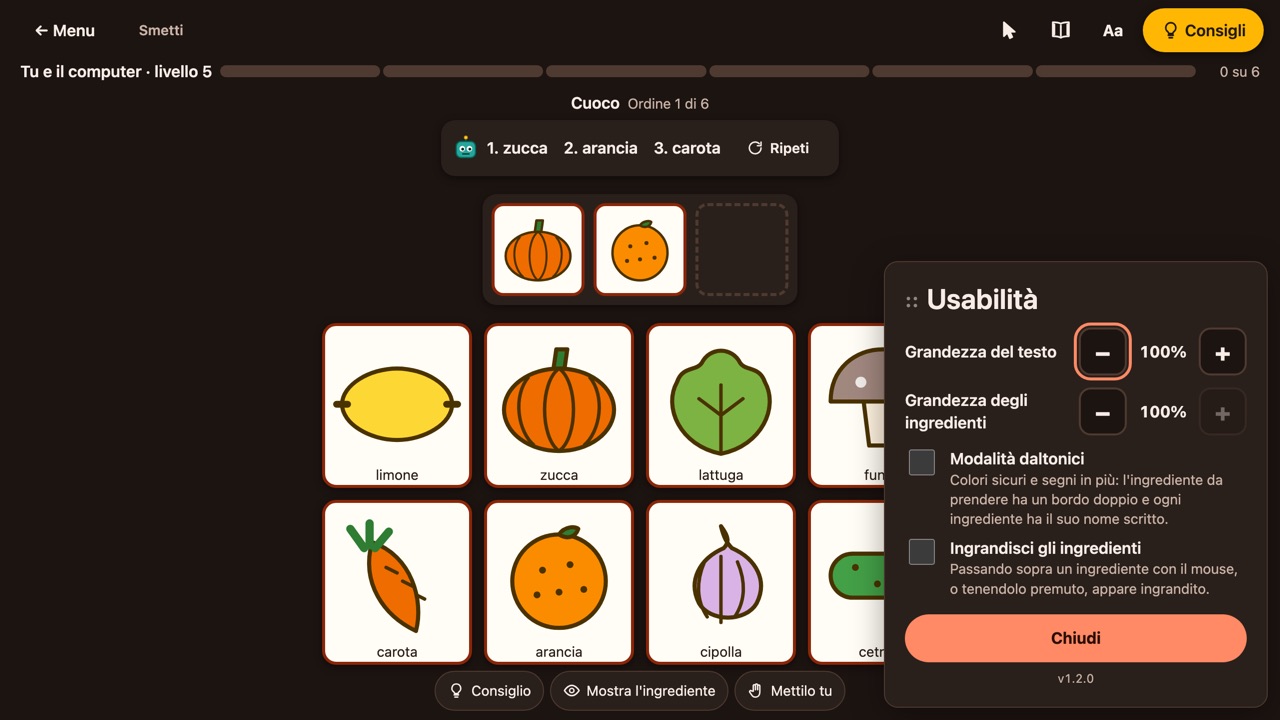 ← Menu
Smetti
Aa
Consigli
Tu e il computer · livello 5
0 su 6
Cuoco Ordine 1 di 6
1. zucca 2. arancia 3. carota
Ripeti
limone
zucca
lattuga
carota
arancia
cipolla
Consiglio
Mostra l'ingrediente
Mettilo tu
Usabilità
Grandezza del testo
− 100% +
Grandezza degli
ingredienti
− 100% +
Modalità daltonici
Colori sicuri e segni in più: l'ingrediente da
prendere ha un bordo doppio e ogni
ingrediente ha il suo nome scritto.
Ingrandisci gli ingredienti
Passando sopra un ingrediente con il mouse,
o tenendolo premuto, appare ingrandito.
Chiudi
v1.2.0